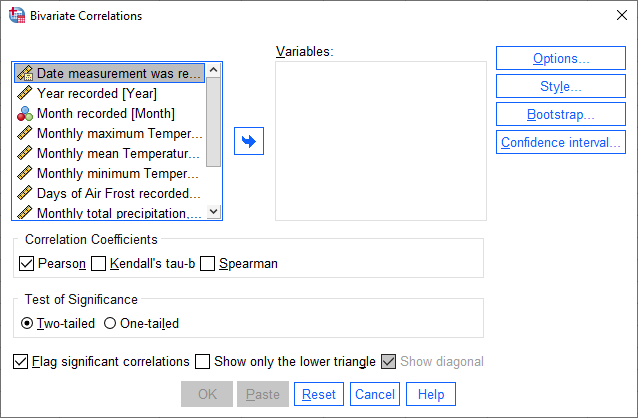 Bivariate Correlations
Variables:
Date measurement was re...
Year recorded [Year]
Month recorded [Month]
Monthly maximum Temper...
Monthly mean Temperatur...
Monthly minimum Temper...
Days of Air Frost recorded...
Monthly total precipitation,...
Options...
Style...
Bootstrap...
Confidence interval...
Correlation Coefficients
Pearson Kendall's tau-b Spearman
Test of Significance
Two-tailed One-tailed
Flag significant correlations Show only the lower triangle Show diagonal
OK Paste Reset Cancel Help